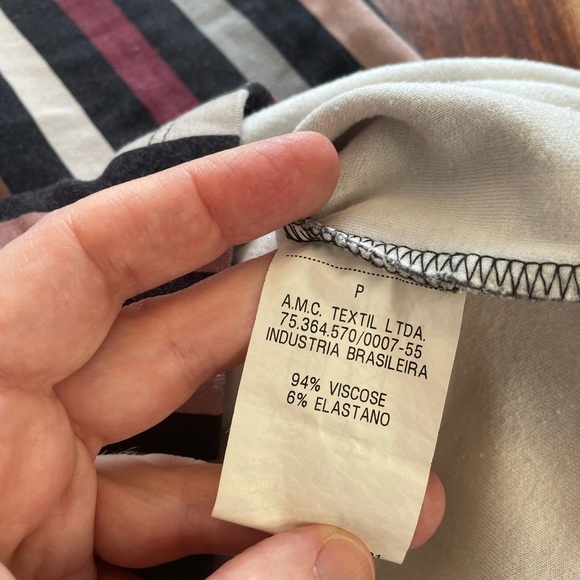 P
A.M.C. TEXTIL LTDA.
75.364.570/0007-55
INDUSTRIA BRASILEIRA
94% VISCOSE
6% ELASTANO